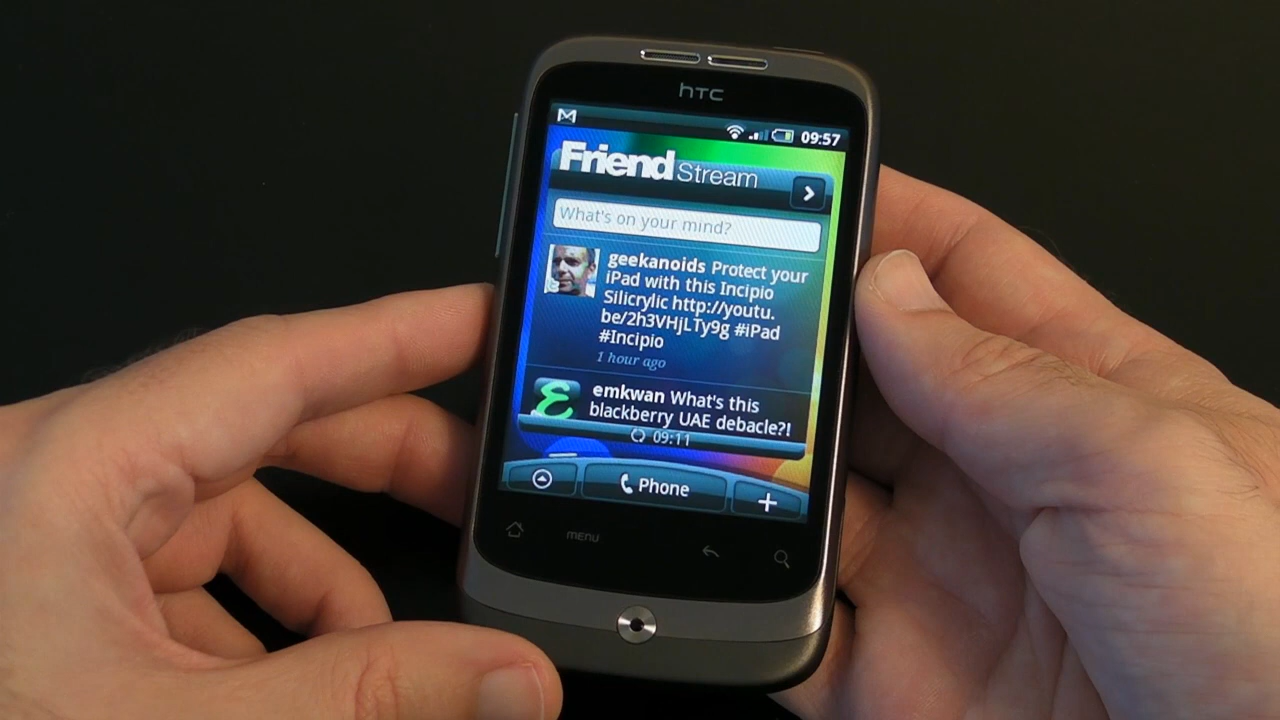 hTC
09:57
Friend Stream
What's on your mind?
geekanoids Protect your
iPad with this Incipio
Silicrylic http://youtu.
be/2h3VHjLTy9g #iPad
#Incipio
1 hour ago
emkwan What's this
blackberry UAE debacle?!
09:11
Phone
menu